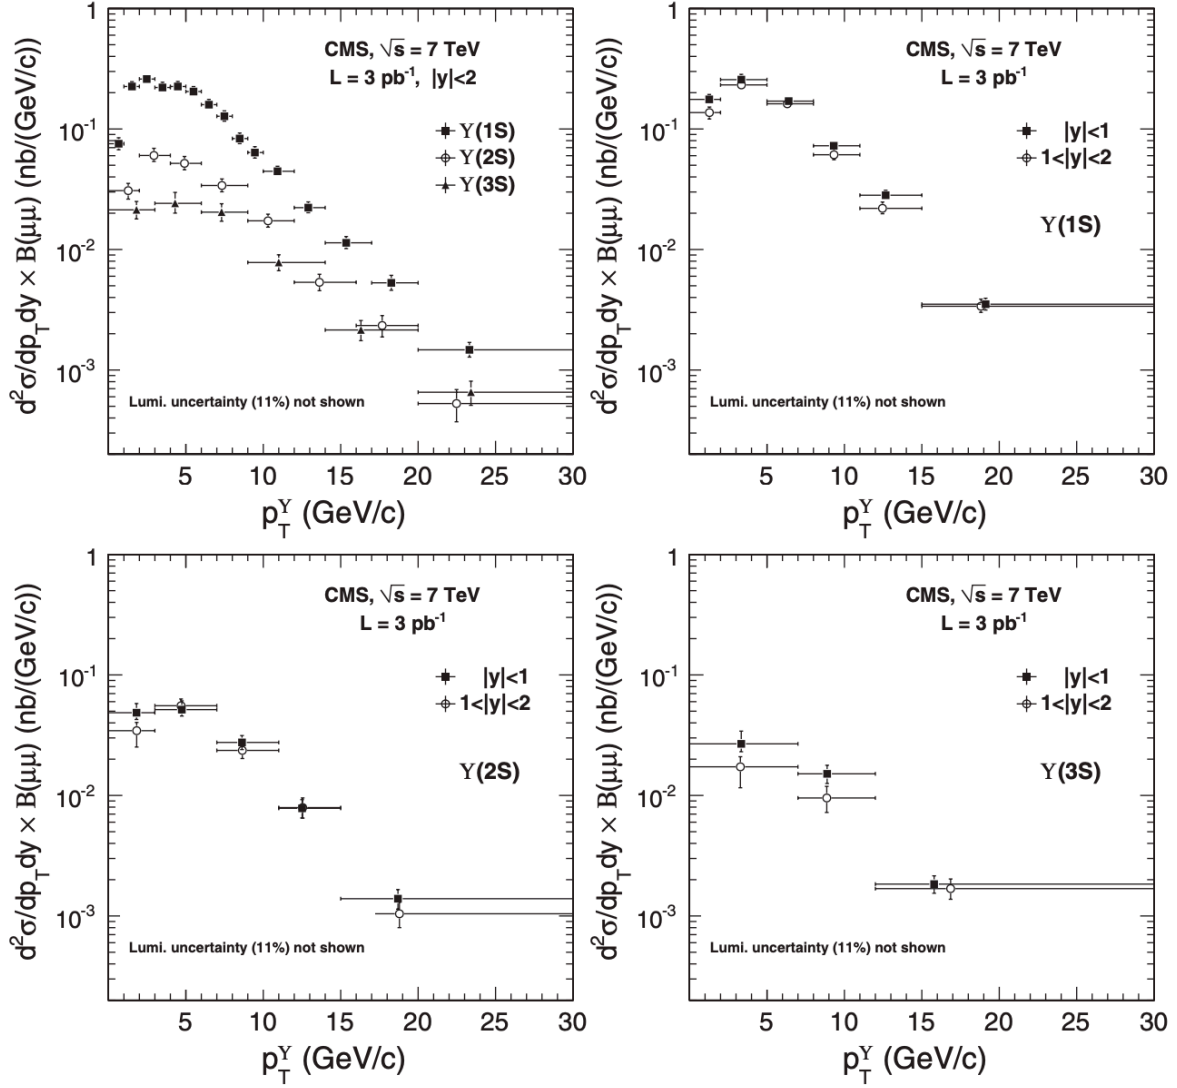 d²σ/dp_T dy × B(μμ) (nb/(GeV/c))
1
10⁻¹
10⁻²
10⁻³
CMS, √s = 7 TeV
L = 3 pb⁻¹, |y|<2
ϒ(1S)
ϒ(2S)
ϒ(3S)
Lumi. uncertainty (11%) not shown
5 10 15 20 25 30
p_T^ϒ (GeV/c)
d²σ/dp_T dy × B(μμ) (nb/(GeV/c))
1
10⁻¹
10⁻²
10⁻³
CMS, √s = 7 TeV
L = 3 pb⁻¹
|y|<1
1<|y|<2
ϒ(1S)
Lumi. uncertainty (11%) not shown
5 10 15 20 25 30
p_T^ϒ (GeV/c)
d²σ/dp_T dy × B(μμ) (nb/(GeV/c))
1
10⁻¹
10⁻²
10⁻³
CMS, √s = 7 TeV
L = 3 pb⁻¹
|y|<1
1<|y|<2
ϒ(2S)
Lumi. uncertainty (11%) not shown
5 10 15 20 25 30
p_T^ϒ (GeV/c)
d²σ/dp_T dy × B(μμ) (nb/(GeV/c))
1
10⁻¹
10⁻²
10⁻³
CMS, √s = 7 TeV
L = 3 pb⁻¹
|y|<1
1<|y|<2
ϒ(3S)
Lumi. uncertainty (11%) not shown
5 10 15 20 25 30
p_T^ϒ (GeV/c)